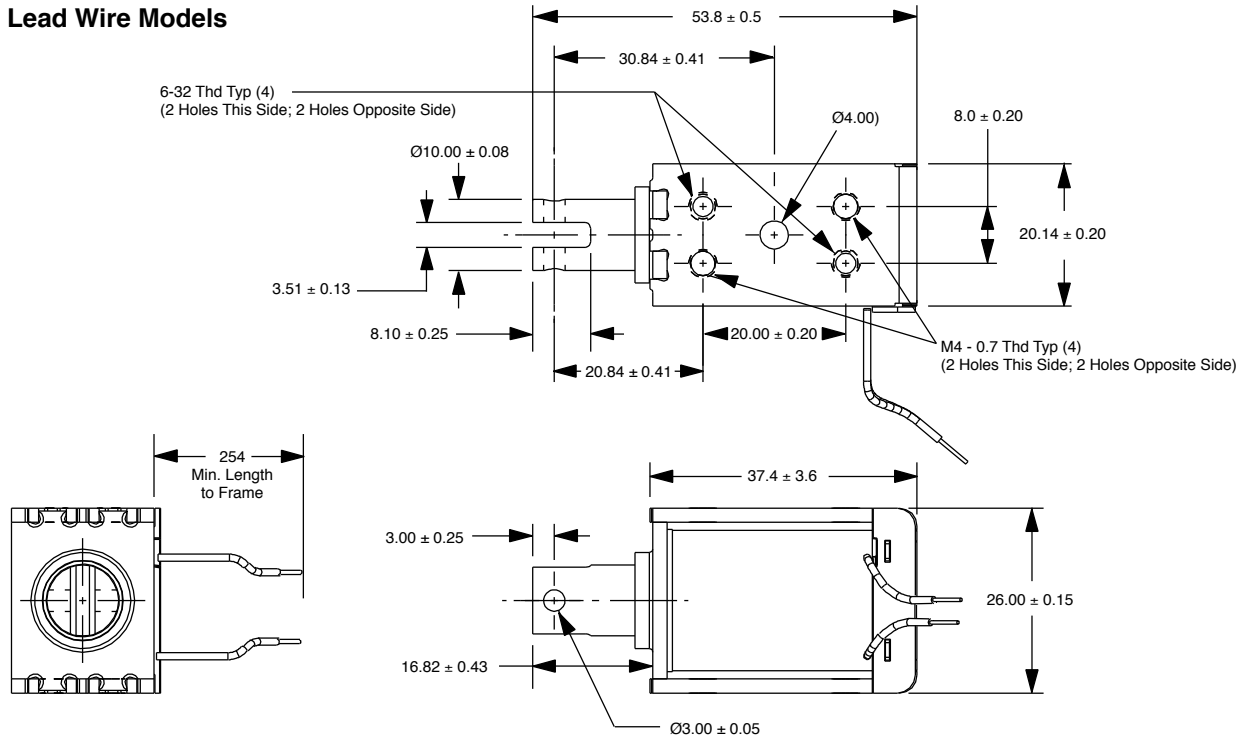 Lead Wire Models
53.8 ± 0.5
30.84 ± 0.41
6-32 Thd Typ (4)
(2 Holes This Side; 2 Holes Opposite Side)
Ø4.00)
8.0 ± 0.20
Ø10.00 ± 0.08
20.14 ± 0.20
3.51 ± 0.13
8.10 ± 0.25
20.00 ± 0.20
M4 - 0.7 Thd Typ (4)
(2 Holes This Side; 2 Holes Opposite Side)
20.84 ± 0.41
254
Min. Length
to Frame
37.4 ± 3.6
3.00 ± 0.25
26.00 ± 0.15
16.82 ± 0.43
Ø3.00 ± 0.05